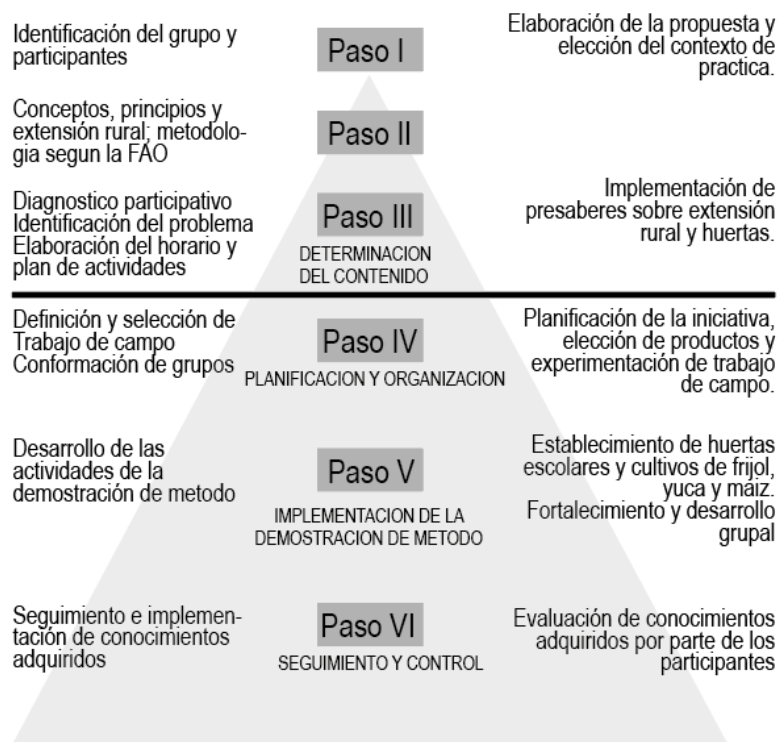 Identificación del grupo y
participantes
Paso I
Elaboración de la propuesta y
elección del contexto de
practica.
Conceptos, principios y
extensión rural; metodolo-
gia segun la FAO
Paso II
Diagnostico participativo
Identificación del problema
Elaboración del horario y
plan de actividades
Paso III
DETERMINACION
DEL CONTENIDO
Implementación de
presaberes sobre extensión
rural y huertas.
Definición y selección de
Trabajo de campo
Conformación de grupos
Paso IV
PLANIFICACION Y ORGANIZACION
Planificación de la iniciativa,
elección de productos y
experimentación de trabajo
de campo.
Desarrollo de las
actividades de la
demostración de metodo
Paso V
IMPLEMENTACION DE LA
DEMOSTRACION DE METODO
Establecimiento de huertas
escolares y cultivos de frijol,
yuca y máiz.
Fortalecimiento y desarrollo
grupal
Seguimiento e implemen-
tación de conocimientos
adquiridos
Paso VI
SEGUIMIENTO Y CONTROL
Evaluación de conocimientos
adquiridos por parte de los
participantes